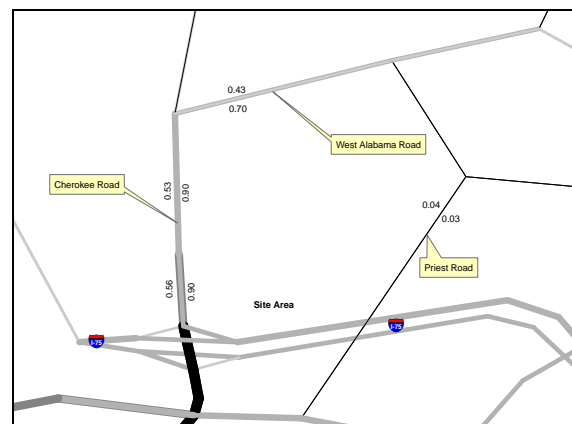 0.43
0.70
West Alabama Road
Cherokee Road
0.53
0.90
0.04
0.03
Priest Road
0.56
0.90
Site Area
I-75
I-75